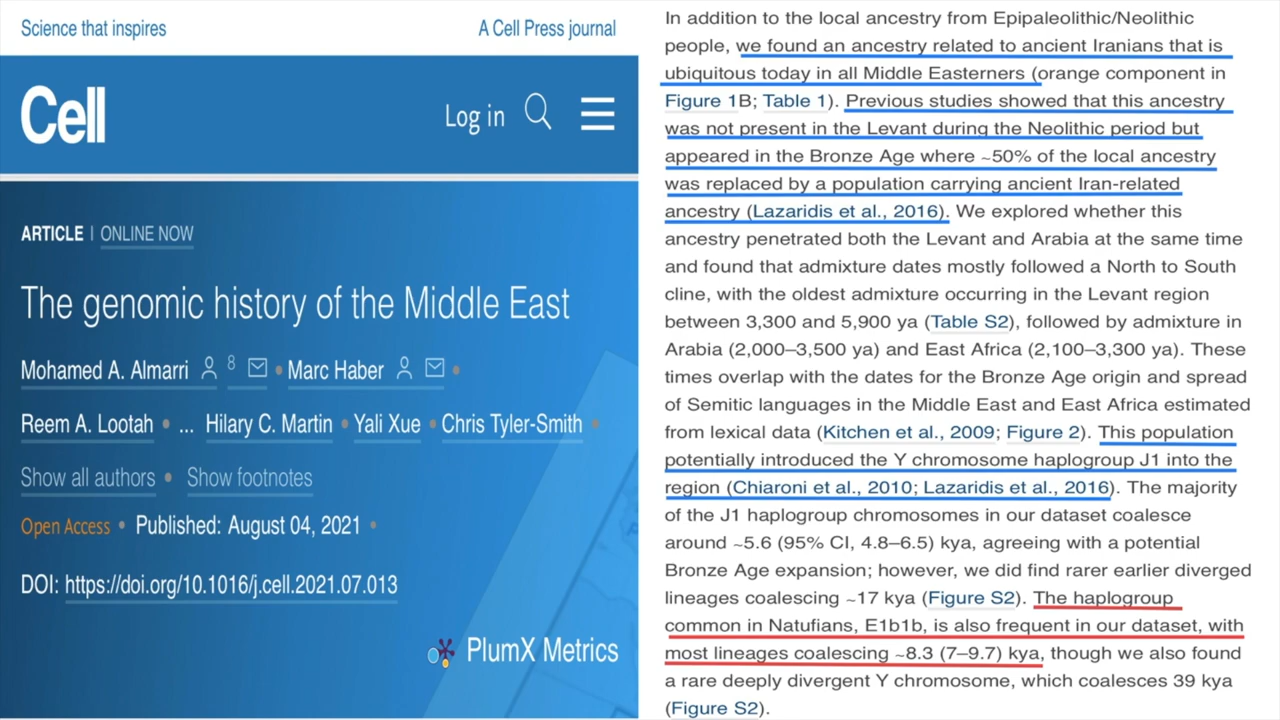 Science that inspires
A Cell Press journal
Cell
Log in
ARTICLE | ONLINE NOW
The genomic history of the Middle East
Mohamed A. Almarri 8 • Marc Haber •
Reem A. Lootah • ... Hilary C. Martin • Yali Xue • Chris Tyler-Smith •
Show all authors • Show footnotes
Open Access • Published: August 04, 2021 •
DOI: https://doi.org/10.1016/j.cell.2021.07.013
PlumX Metrics
In addition to the local ancestry from Epipaleolithic/Neolithic
people, we found an ancestry related to ancient Iranians that is
ubiquitous today in all Middle Easterners (orange component in
Figure 1B; Table 1). Previous studies showed that this ancestry
was not present in the Levant during the Neolithic period but
appeared in the Bronze Age where ~50% of the local ancestry
was replaced by a population carrying ancient Iran-related
ancestry (Lazaridis et al., 2016). We explored whether this
ancestry penetrated both the Levant and Arabia at the same time
and found that admixture dates mostly followed a North to South
cline, with the oldest admixture occurring in the Levant region
between 3,300 and 5,900 ya (Table S2), followed by admixture in
Arabia (2,000–3,500 ya) and East Africa (2,100–3,300 ya). These
times overlap with the dates for the Bronze Age origin and spread
of Semitic languages in the Middle East and East Africa estimated
from lexical data (Kitchen et al., 2009; Figure 2). This population
potentially introduced the Y chromosome haplogroup J1 into the
region (Chiaroni et al., 2010; Lazaridis et al., 2016). The majority
of the J1 haplogroup chromosomes in our dataset coalesce
around ~5.6 (95% CI, 4.8–6.5) kya, agreeing with a potential
Bronze Age expansion; however, we did find rarer earlier diverged
lineages coalescing ~17 kya (Figure S2). The haplogroup
common in Natufians, E1b1b, is also frequent in our dataset, with
most lineages coalescing ~8.3 (7–9.7) kya, though we also found
a rare deeply divergent Y chromosome, which coalesces 39 kya
(Figure S2).